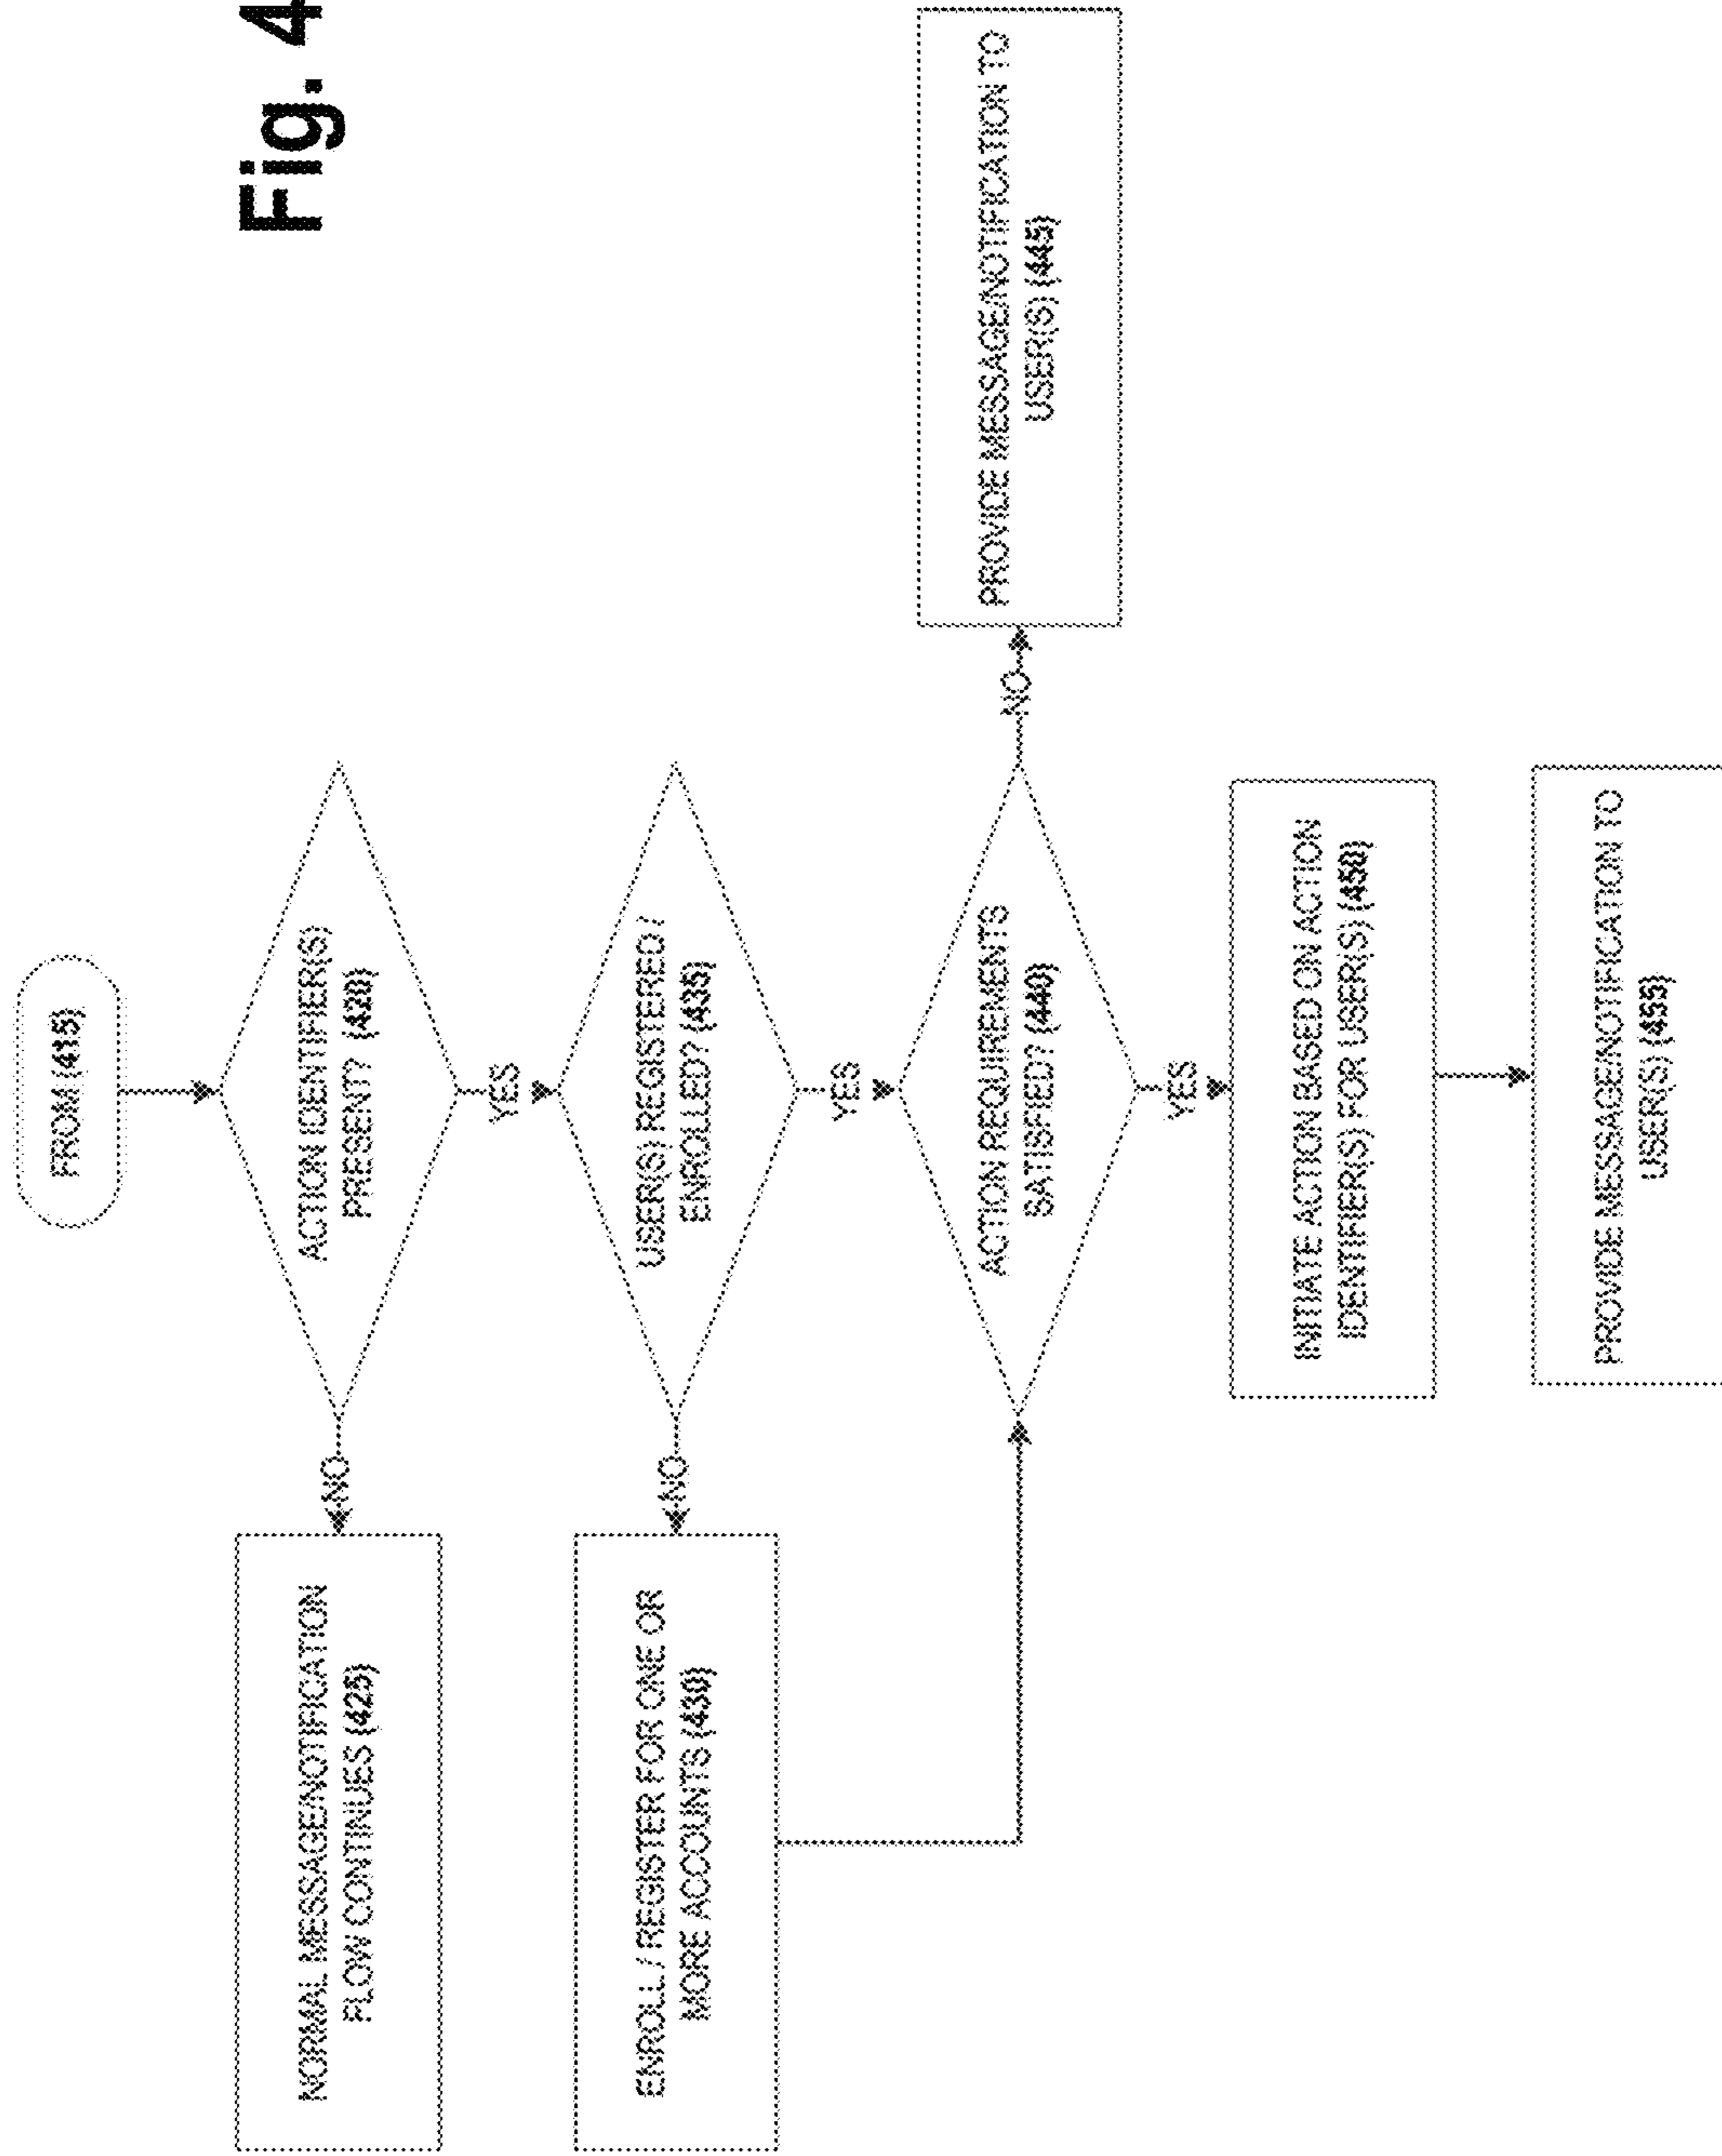 FROM (415)
Fig. 4
NORMAL MESSAGE/NOTIFICATION
FLOW CONTINUES (425)
NO
ACTION IDENTIFIER(S)
PRESENT? (420)
YES
ENROLL / REGISTER FOR ONE OR
MORE ACCOUNTS (430)
NO
USER(S) REGISTERED /
ENROLLED? (435)
YES
ACTION REQUIREMENTS
SATISFIED? (440)
NO
PROVIDE MESSAGE/NOTIFICATION TO
USER(S) (445)
YES
INITIATE ACTION BASED ON ACTION
IDENTIFIER(S) FOR USER(S) (450)
PROVIDE MESSAGE/NOTIFICATION TO
USER(S) (455)